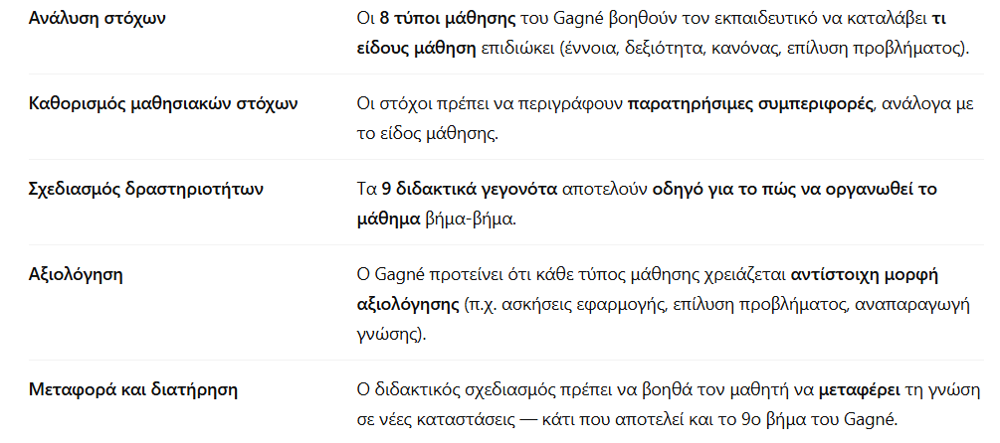 Ανάλυση στόχων
Οι 8 τύποι μάθησης του Gagné βοηθούν τον εκπαιδευτικό να καταλάβει τι
είδους μάθηση επιδιώκει (έννοια, δεξιότητα, κανόνας, επίλυση προβλήματος).
Καθορισμός μαθησιακών στόχων
Οι στόχοι πρέπει να περιγράφουν παρατηρήσιμες συμπεριφορές, ανάλογα με
το είδος μάθησης.
Σχεδιασμός δραστηριοτήτων
Τα 9 διδακτικά γεγονότα αποτελούν οδηγό για το πώς να οργανωθεί το
μάθημα βήμα-βήμα.
Αξιολόγηση
Ο Gagné προτείνει ότι κάθε τύπος μάθησης χρειάζεται αντίστοιχη μορφή
αξιολόγησης (π.χ. ασκήσεις εφαρμογής, επίλυση προβλήματος, αναπαραγωγή
γνώσης).
Μεταφορά και διατήρηση
Ο διδακτικός σχεδιασμός πρέπει να βοηθά τον μαθητή να μεταφέρει τη γνώση
σε νέες καταστάσεις — κάτι που αποτελεί και το 9ο βήμα του Gagné.